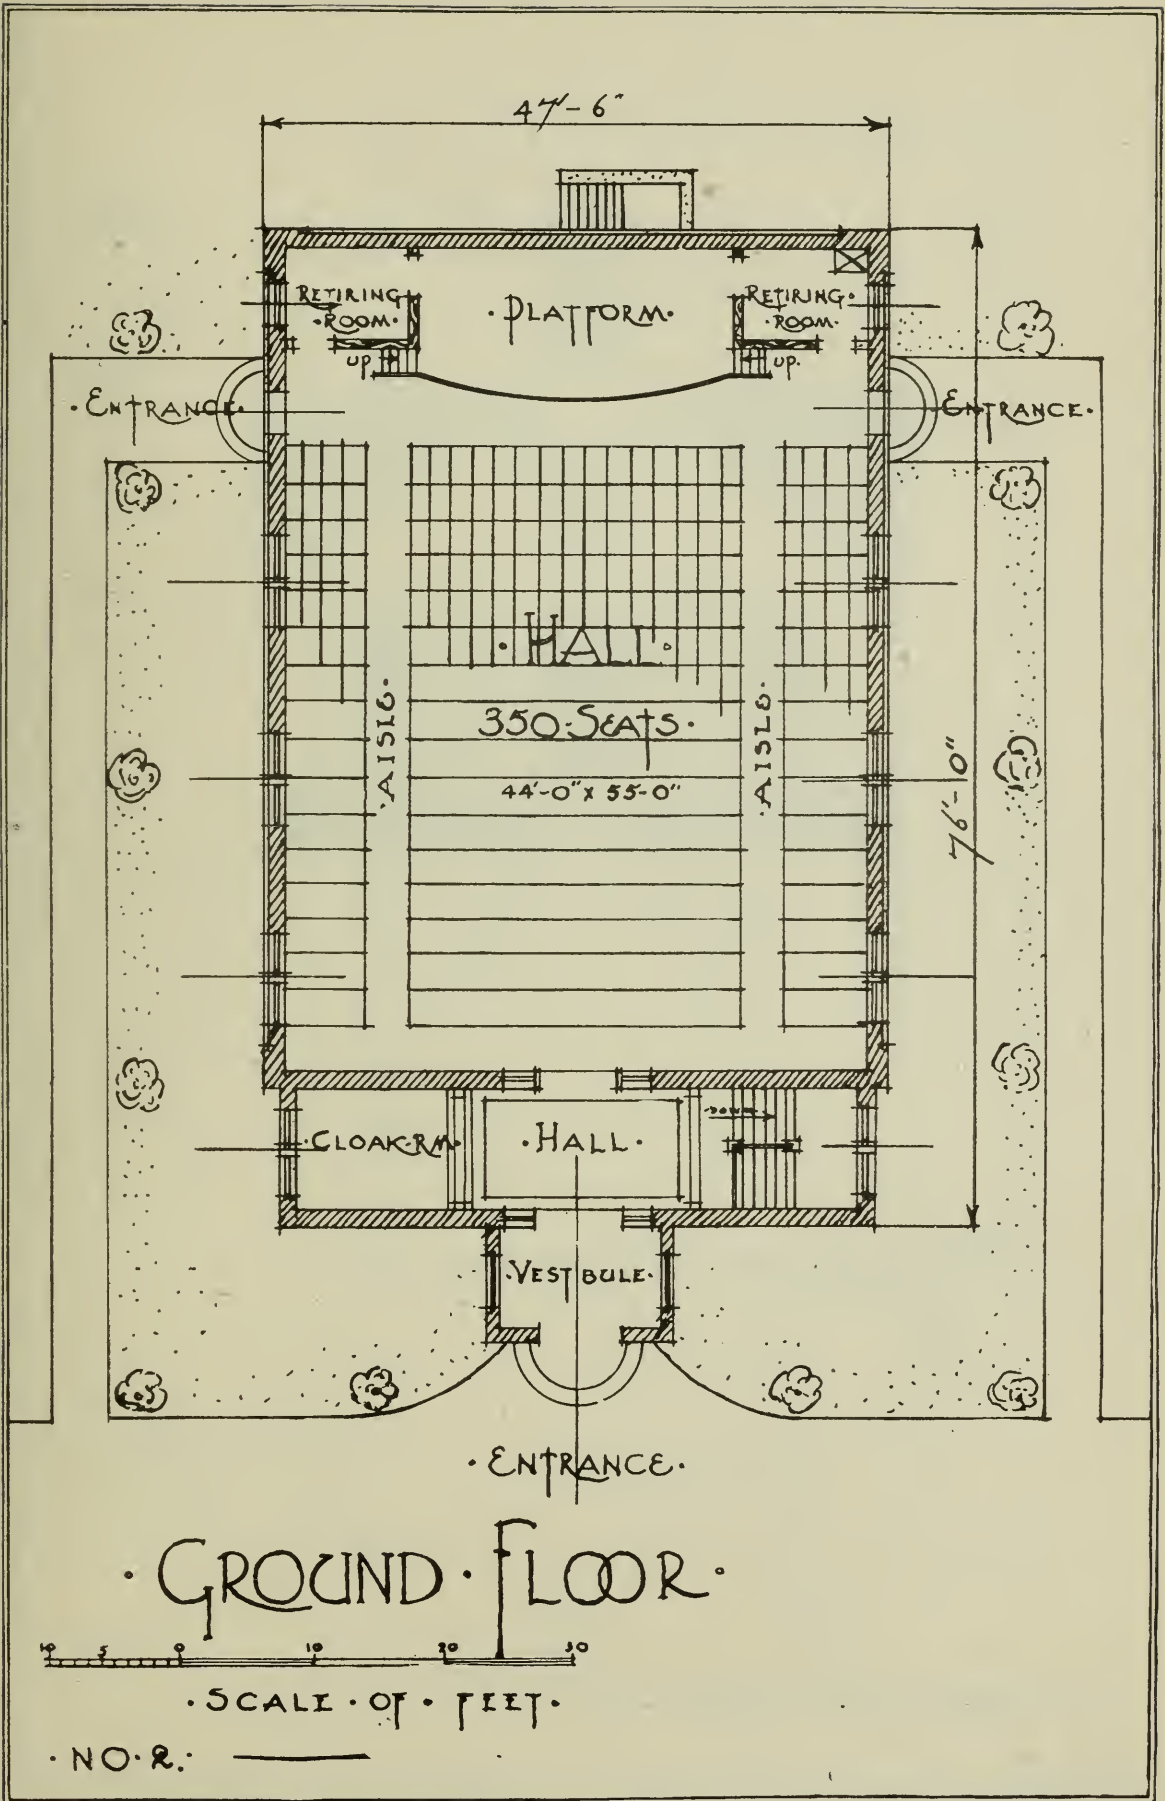 47'-6"
RETIRING
·ROOM·
·PLATFORM·
RETIRING·
·ROOM·
UP
UP.
·ENTRANCE·
·ENTRANCE·
·HALL·
·AISLE·
350·SEATS·
·AISLE·
44'-0" X 55'-0"
76'-10"
·CLOAK·RM·
·HALL·
DOWN
·VESTIBULE·
·ENTRANCE·
·GROUND·FLOOR·
10 5 0 10 20 30
·SCALE·OF·FEET·
·NO·2.·